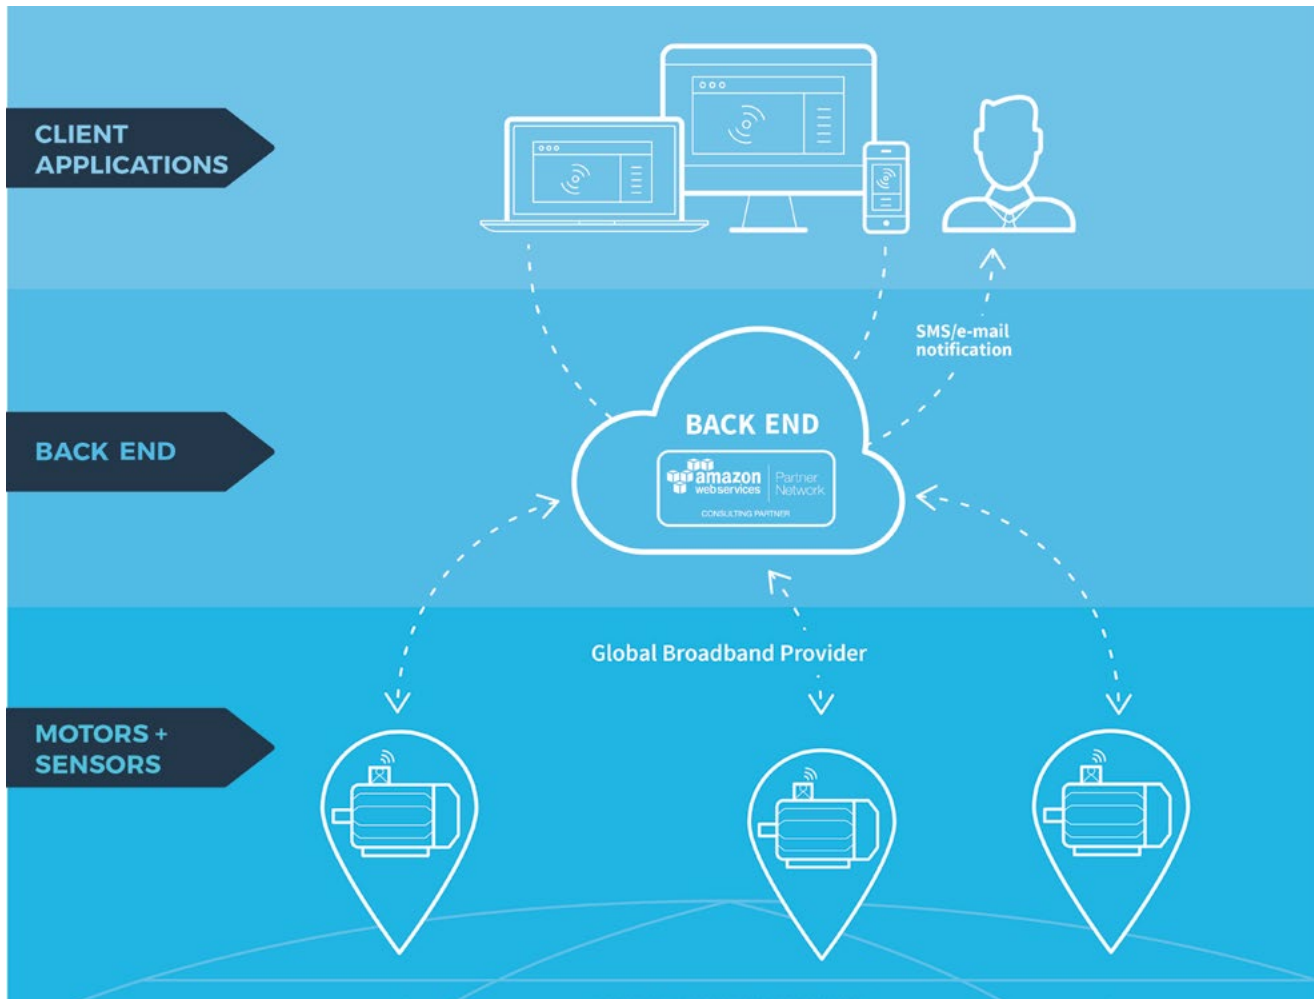 CLIENT
APPLICATIONS
SMS/e-mail
notification
BACK END
BACK END
amazon
webservices
Partner
Network
CONSULTING PARTNER
Global Broadband Provider
MOTORS +
SENSORS